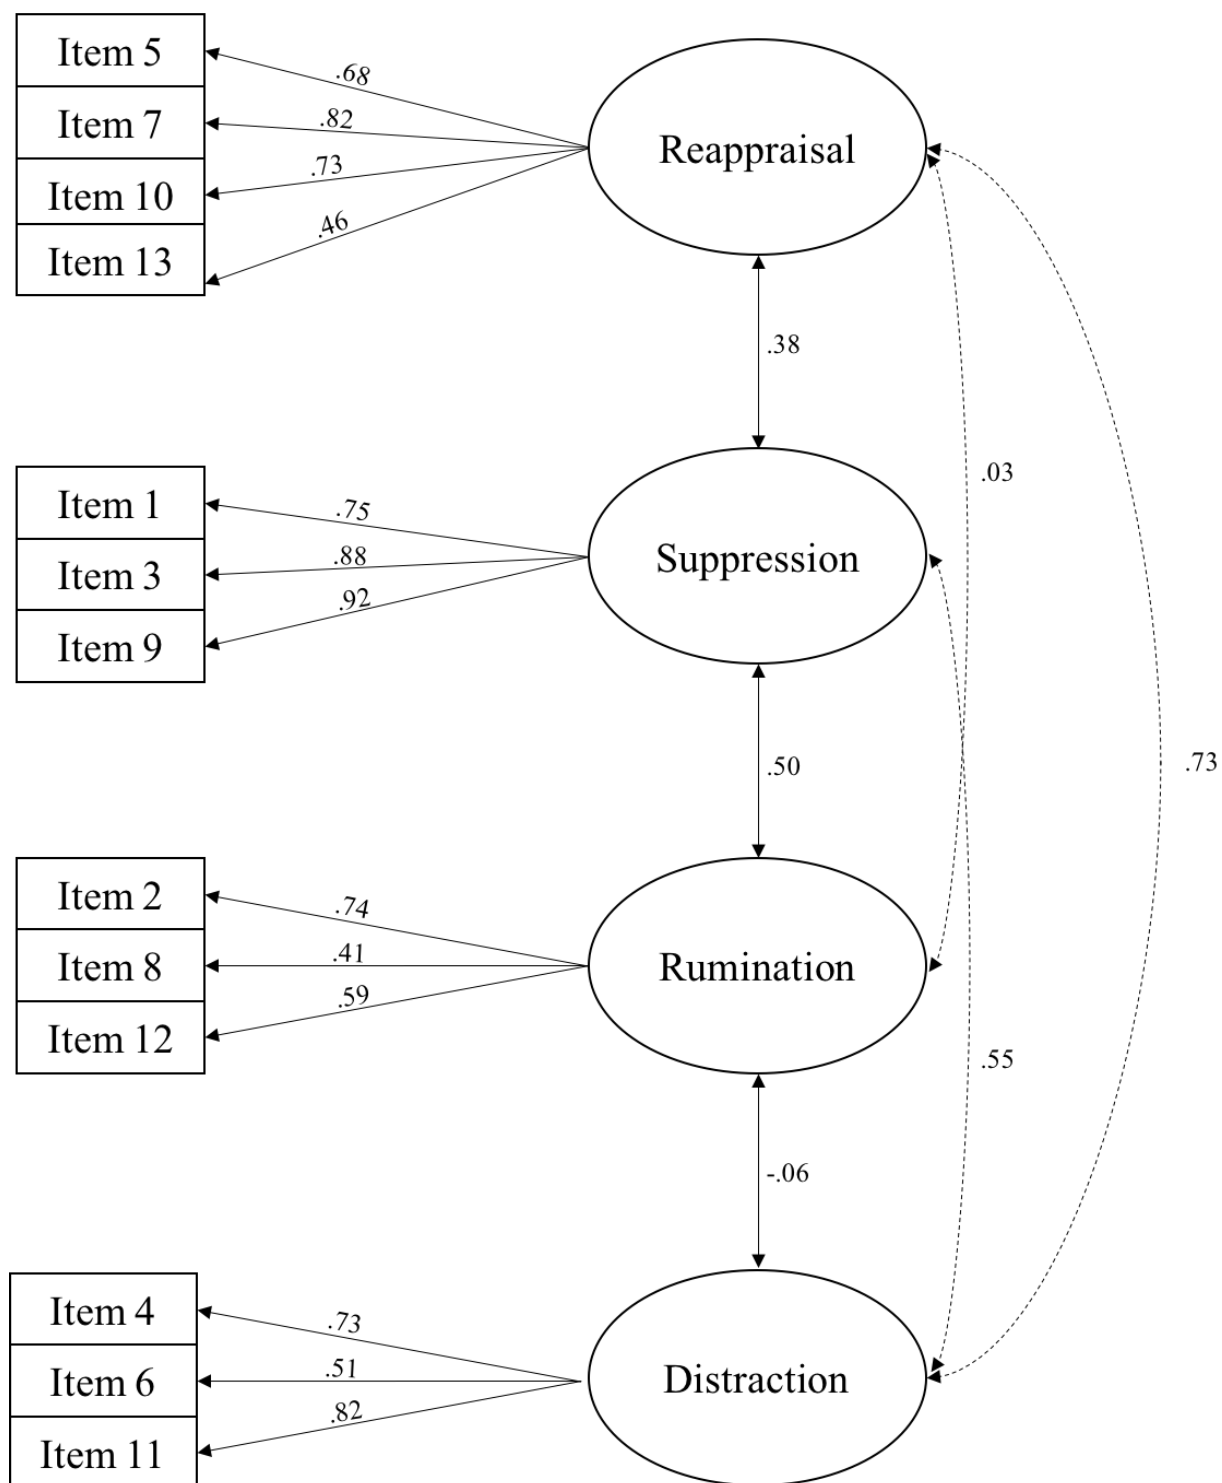 Item 5
.68
Item 7
.82
Reappraisal
Item 10
.73
Item 13
.46
.38
.03
Item 1
.75
Item 3
.88
Suppression
Item 9
.92
.50
.73
Item 2
.74
Item 8
.41
Rumination
Item 12
.59
.55
-.06
Item 4
.73
Item 6
.51
Distraction
Item 11
.82